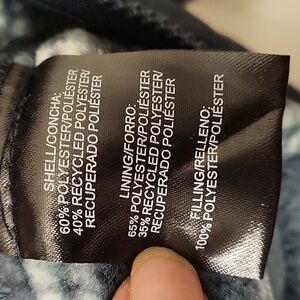 SHELL/CONCHA:
60% POLYESTER/POLIÉSTER
40% RECYCLED POLYESTER/
RECUPERADO POLIÉSTER
LINING/FORRO:
65% POLYESTER/POLIÉSTER
35% RECYCLED POLYESTER/
RECUPERADO POLIÉSTER
FILLING/RELLENO:
100% POLYESTER/POLIÉSTER